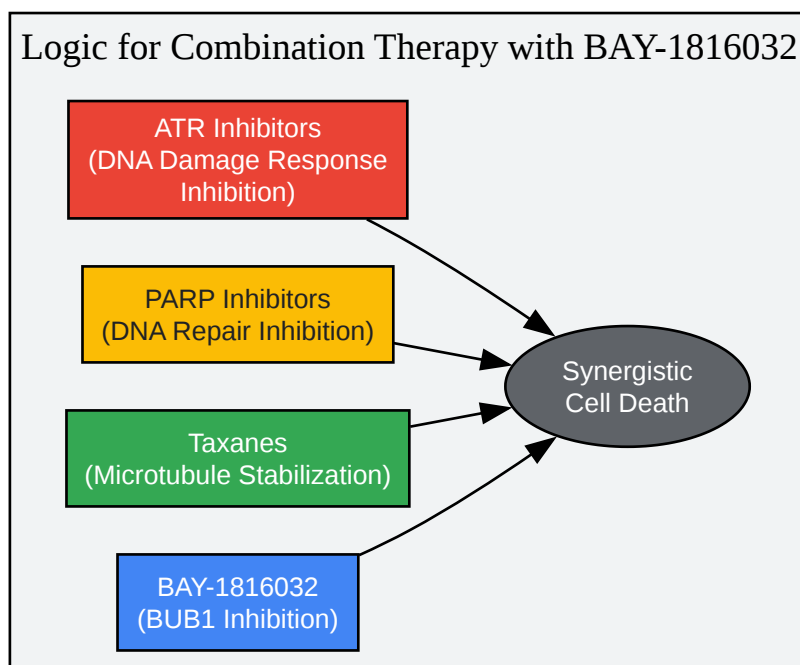 Logic for Combination Therapy with BAY-1816032
ATR Inhibitors
(DNA Damage Response
Inhibition)
PARP Inhibitors
(DNA Repair Inhibition)
Taxanes
(Microtubule Stabilization)
BAY-1816032
(BUB1 Inhibition)
Synergistic
Cell Death